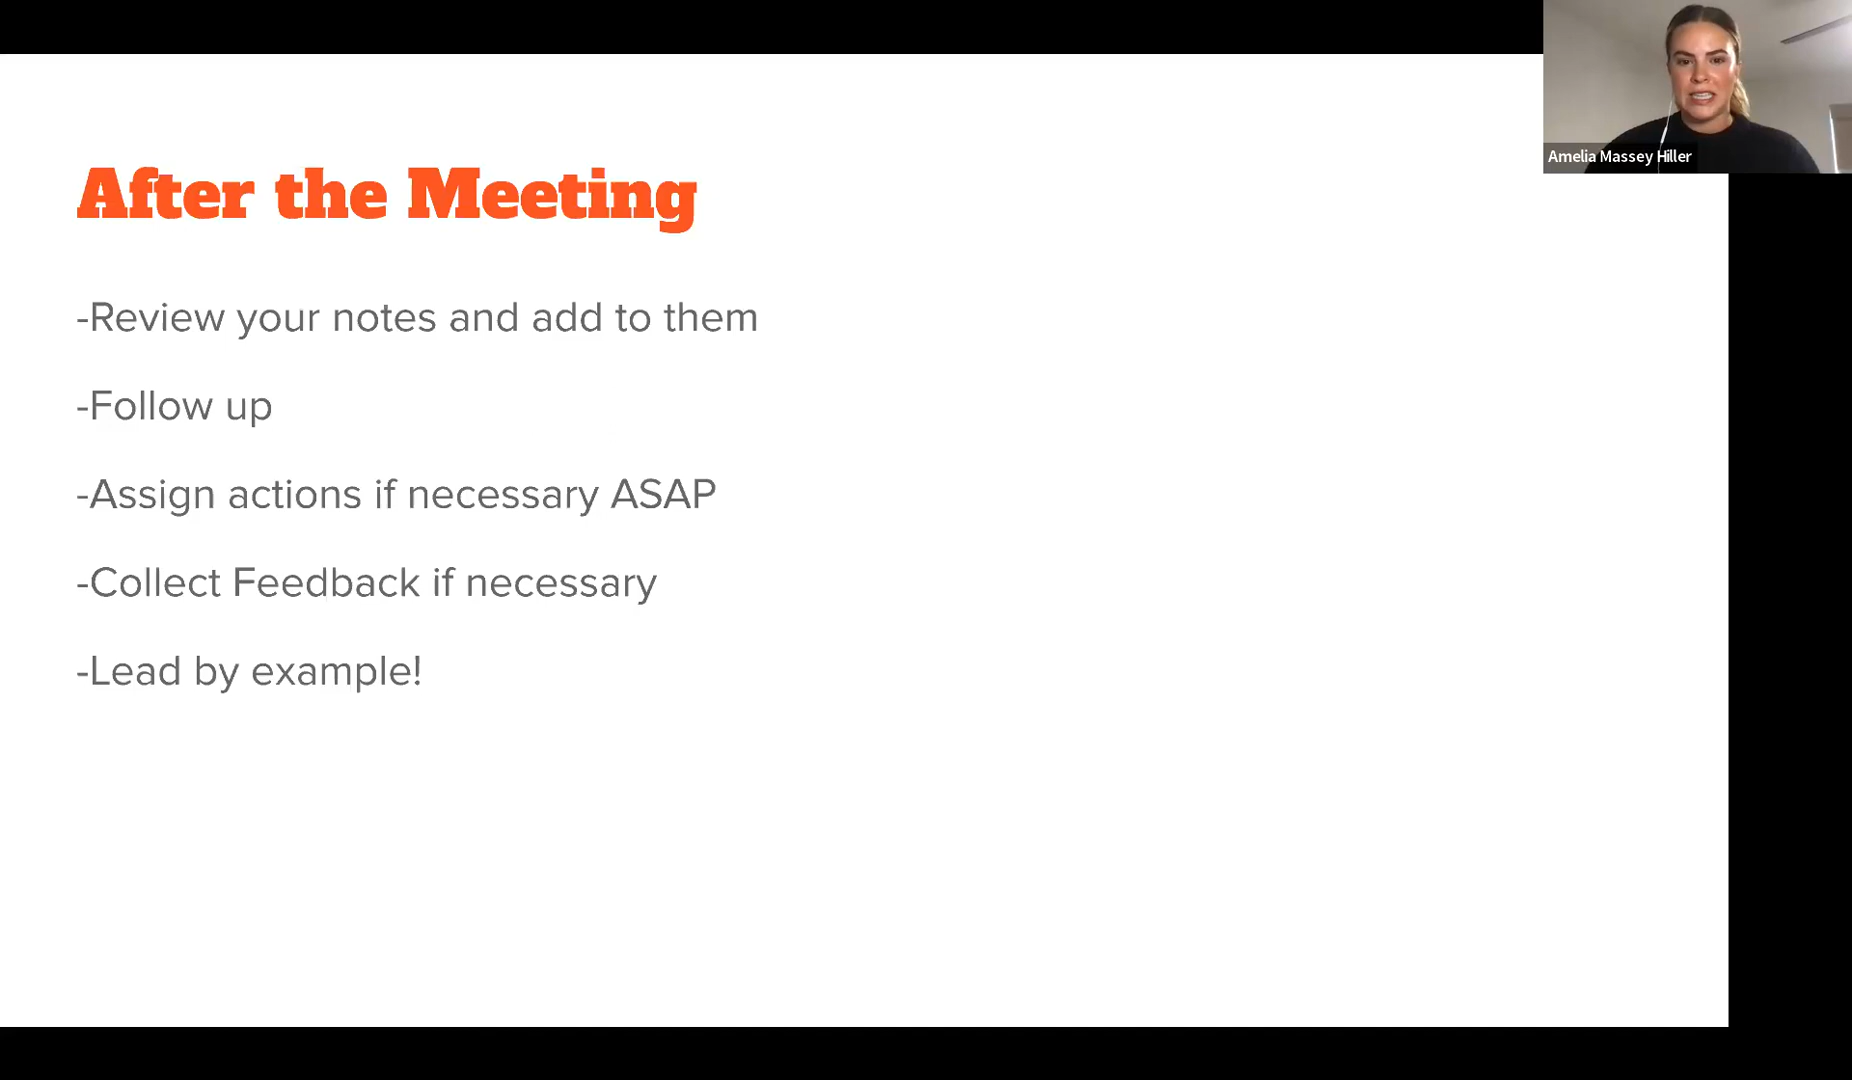 After the Meeting
-Review your notes and add to them
-Follow up
-Assign actions if necessary ASAP
-Collect Feedback if necessary
-Lead by example!
Amelia Massey Hiller